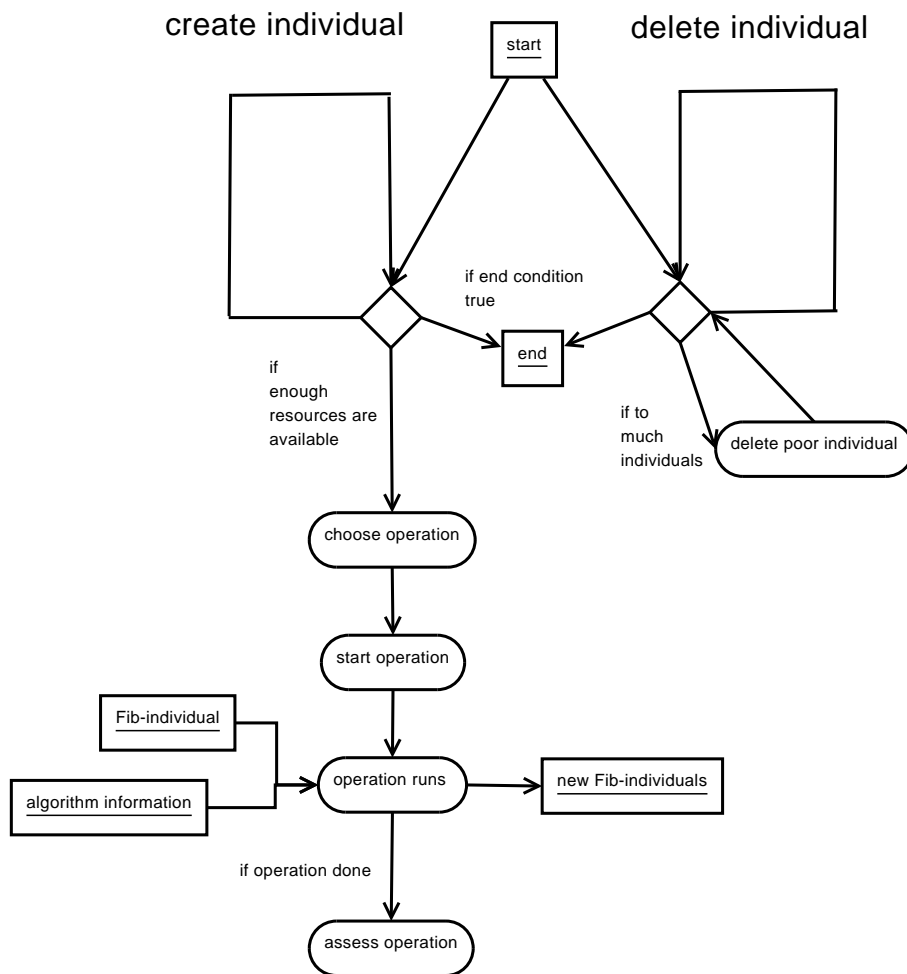 create individual
start
delete individual
if end condition
true
end
if
enough
resources are
available
if to
much
individuals
delete poor individual
choose operation
start operation
Fib-individual
algorithm information
operation runs
new Fib-individuals
if operation done
assess operation